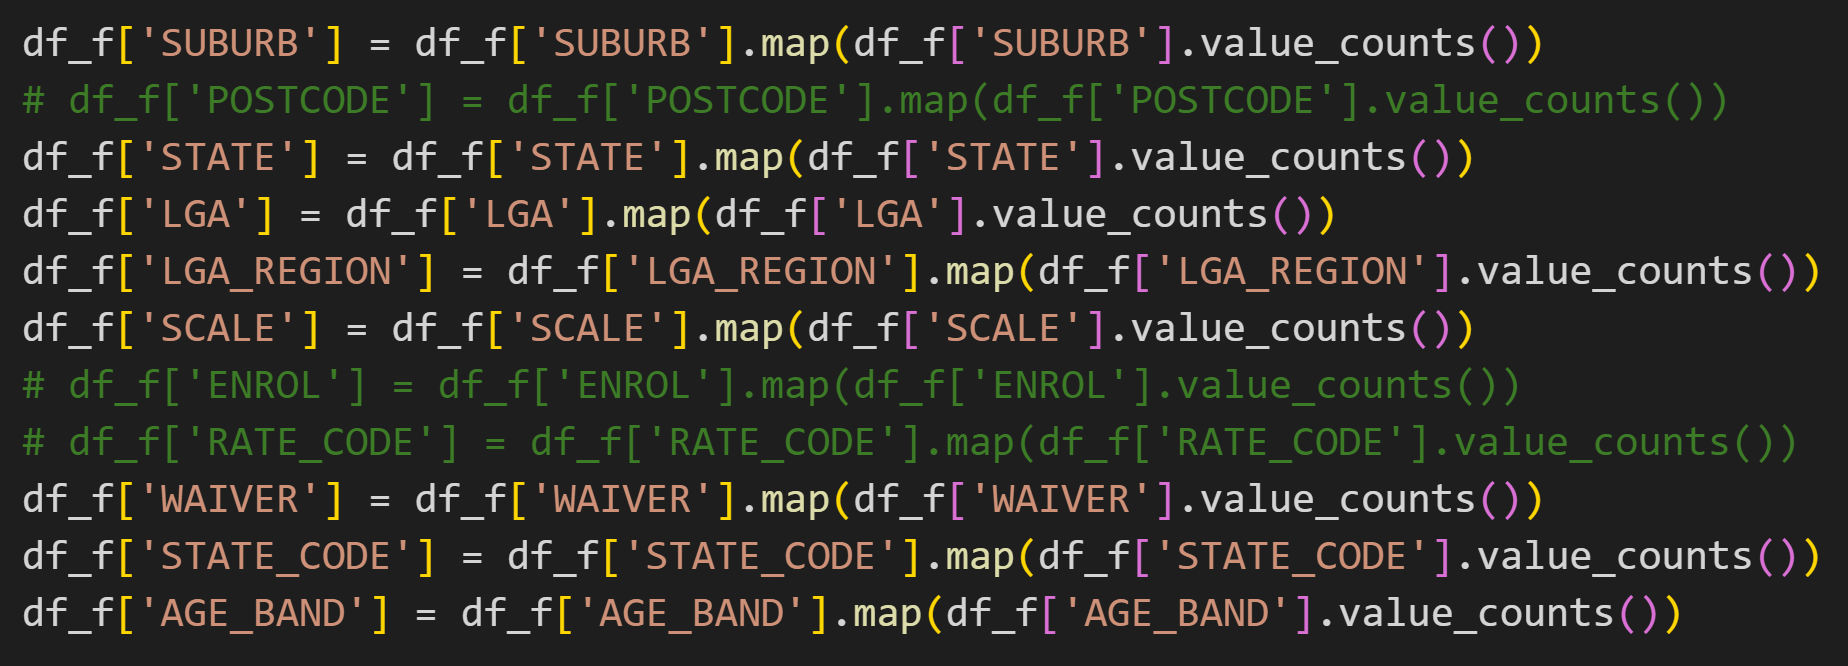 df_f['SUBURB'] = df_f['SUBURB'].map(df_f['SUBURB'].value_counts())
# df_f['POSTCODE'] = df_f['POSTCODE'].map(df_f['POSTCODE'].value_counts())
df_f['STATE'] = df_f['STATE'].map(df_f['STATE'].value_counts())
df_f['LGA'] = df_f['LGA'].map(df_f['LGA'].value_counts())
df_f['LGA_REGION'] = df_f['LGA_REGION'].map(df_f['LGA_REGION'].value_counts())
df_f['SCALE'] = df_f['SCALE'].map(df_f['SCALE'].value_counts())
# df_f['ENROL'] = df_f['ENROL'].map(df_f['ENROL'].value_counts())
# df_f['RATE_CODE'] = df_f['RATE_CODE'].map(df_f['RATE_CODE'].value_counts())
df_f['WAIVER'] = df_f['WAIVER'].map(df_f['WAIVER'].value_counts())
df_f['STATE_CODE'] = df_f['STATE_CODE'].map(df_f['STATE_CODE'].value_counts())
df_f['AGE_BAND'] = df_f['AGE_BAND'].map(df_f['AGE_BAND'].value_counts())